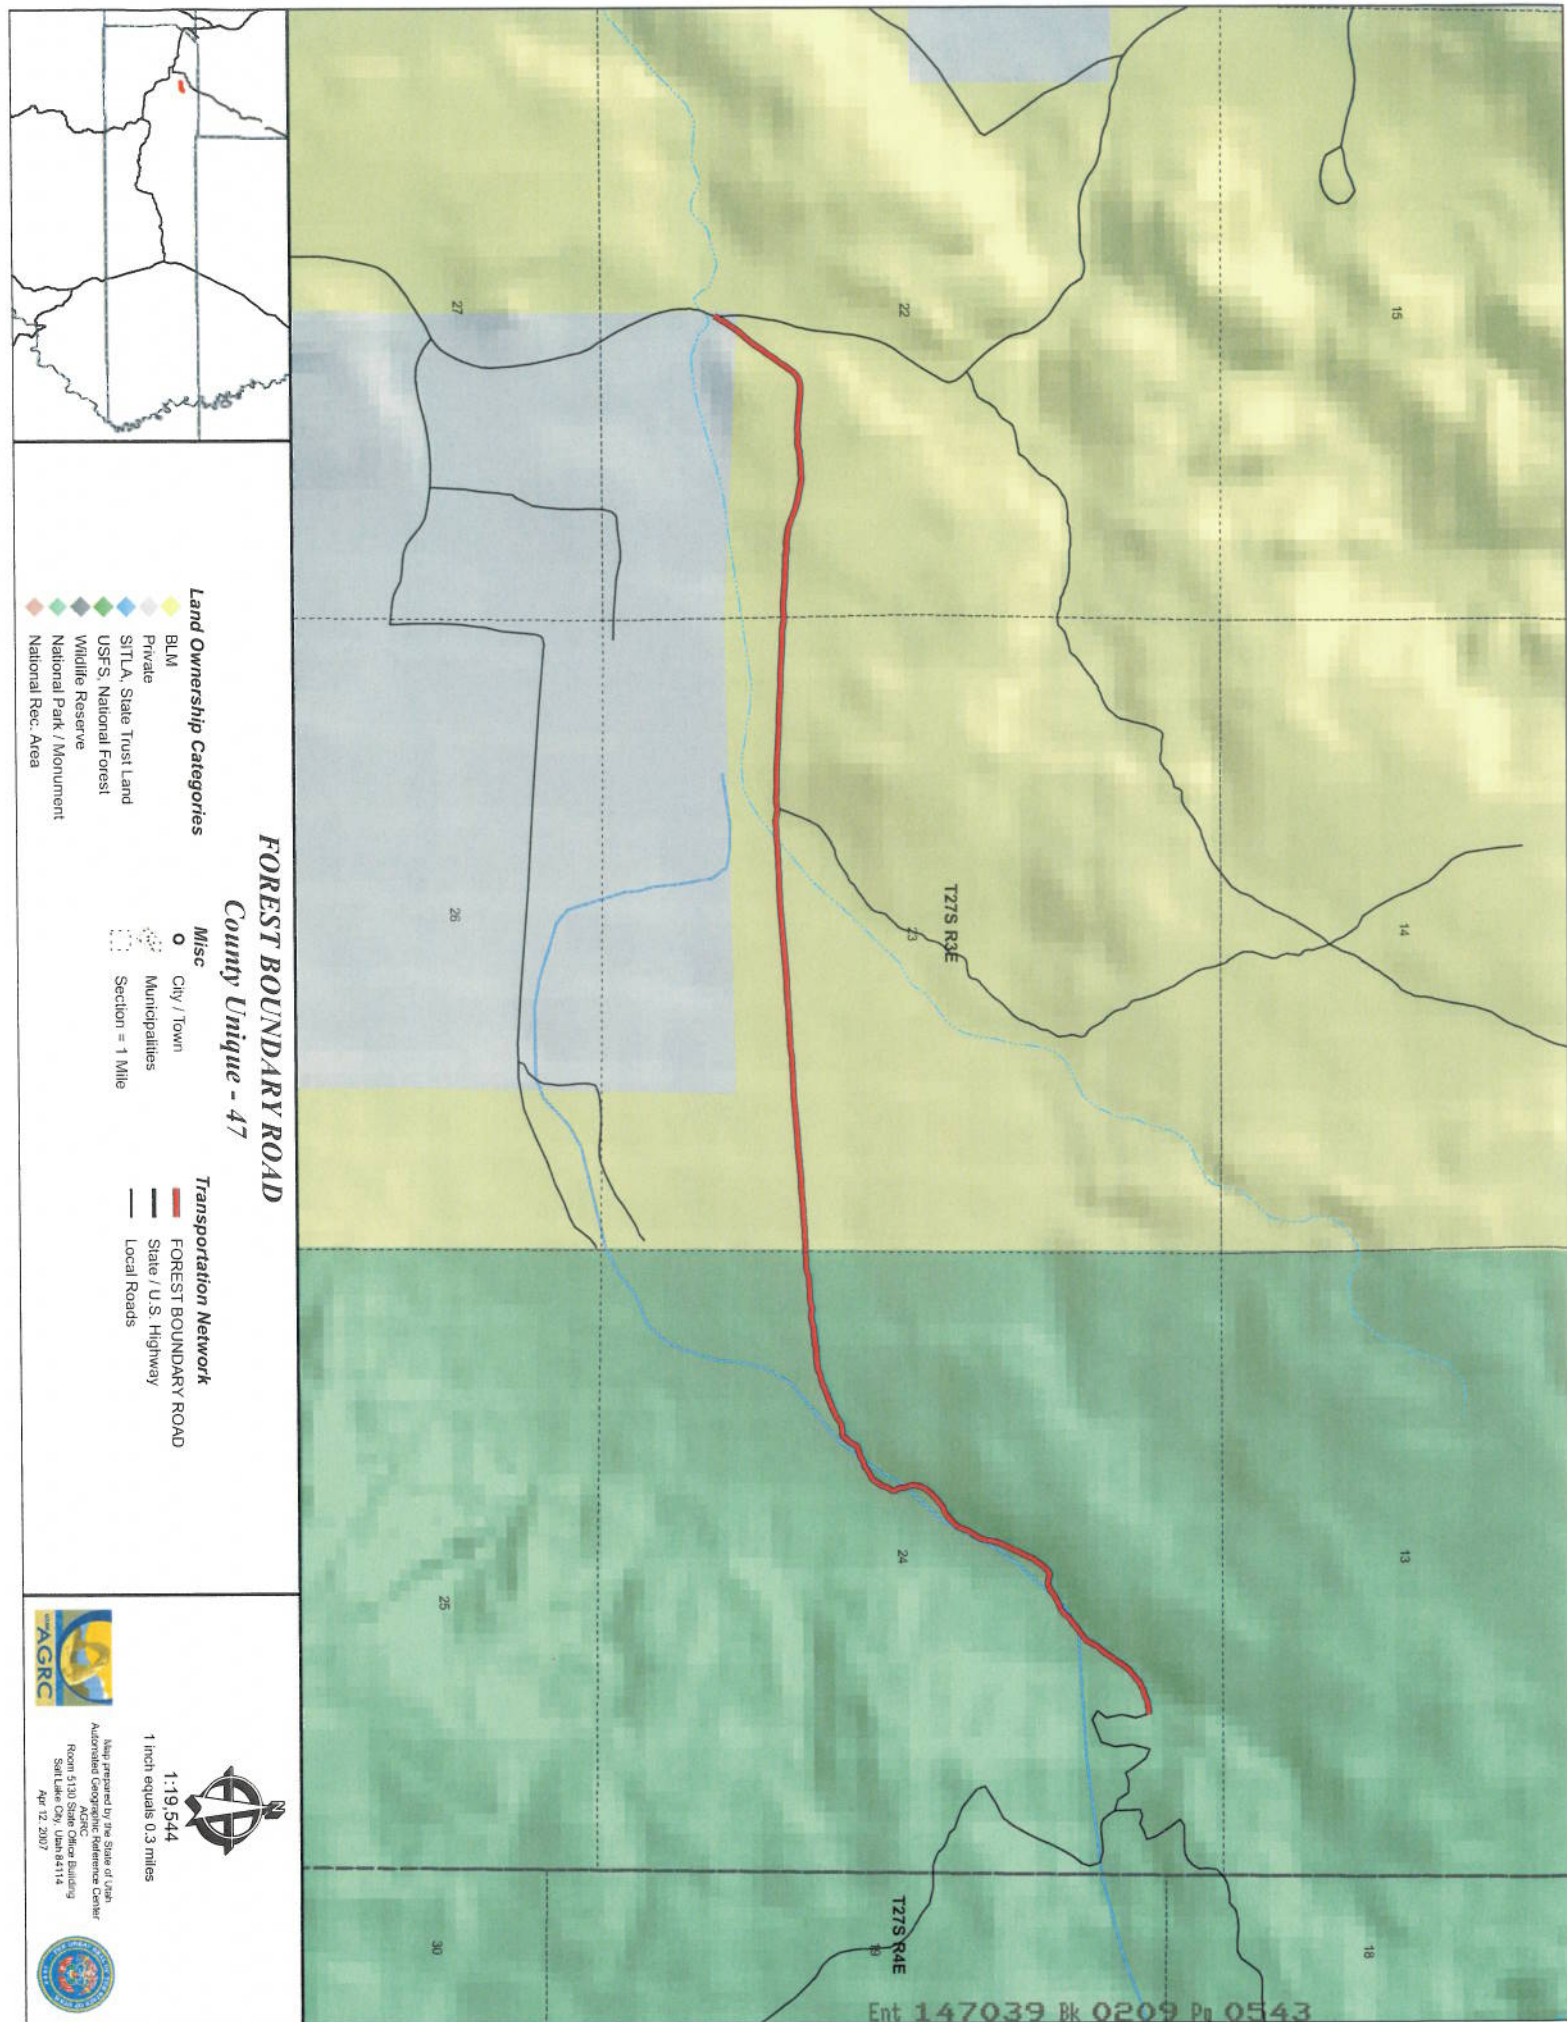 15
14
13
18
22
23
T27S R3E
24
19
T27S R4E
27
26
25
30
FOREST BOUNDARY ROAD
County Unique - 47
Land Ownership Categories
BLM
Private
SITLA, State Trust Land
USFS, National Forest
Wildlife Reserve
National Park / Monument
National Rec. Area
Misc
City / Town
Municipalities
Section = 1 Mile
Transportation Network
FOREST BOUNDARY ROAD
State / U.S. Highway
Local Roads
N
1:19,544
1 inch equals 0.3 miles
AGRC
Map prepared by the State of Utah
Automated Geographic Reference Center
AGRC
Room 5130 State Office Building
Salt Lake City, Utah 84114
Apr 12, 2007
Ent 147039 Bk 0209 Pg 0543